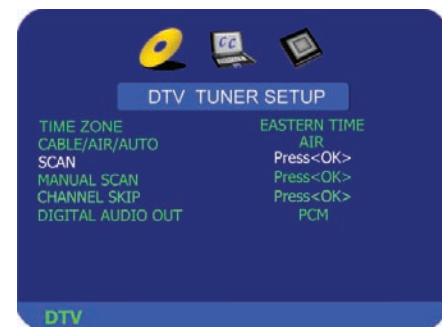 CC
DTV TUNER SETUP
TIME ZONE EASTERN TIME
CABLE/AIR/AUTO AIR
SCAN Press<OK>
MANUAL SCAN Press<OK>
CHANNEL SKIP Press<OK>
DIGITAL AUDIO OUT PCM
DTV